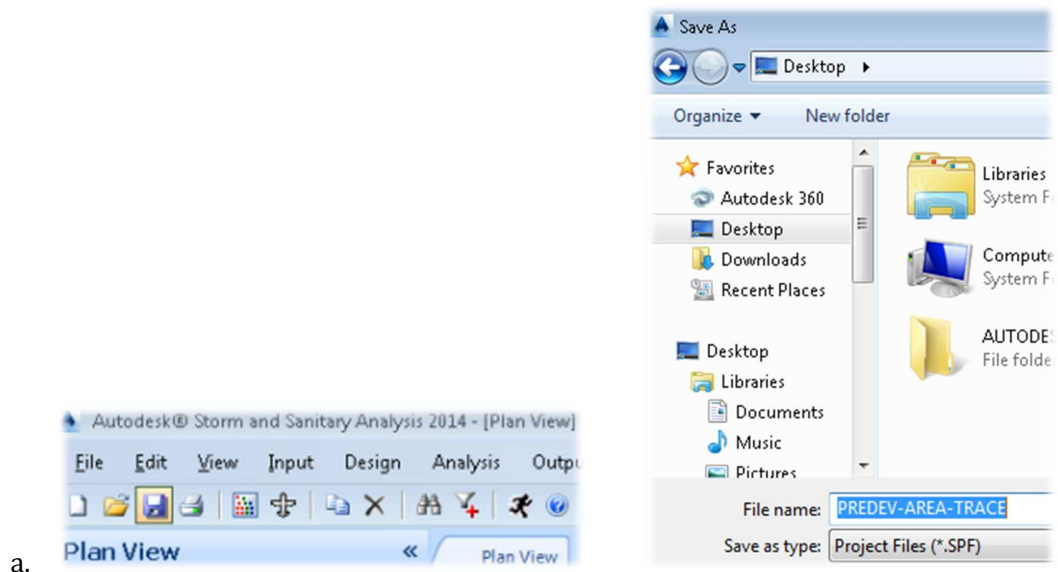 Save As
Desktop
Organize
New folder
Favorites
Autodesk 360
Desktop
Downloads
Recent Places
Desktop
Libraries
Documents
Music
Pictures
Libraries
System F
Compute
System F
AUTODE
File folde
File name: PREDEV-AREA-TRACE
Save as type: Project Files (*.SPF)
a.
Autodesk® Storm and Sanitary Analysis 2014 - [Plan View]
File Edit View Input Design Analysis Outpu
Plan View « Plan View